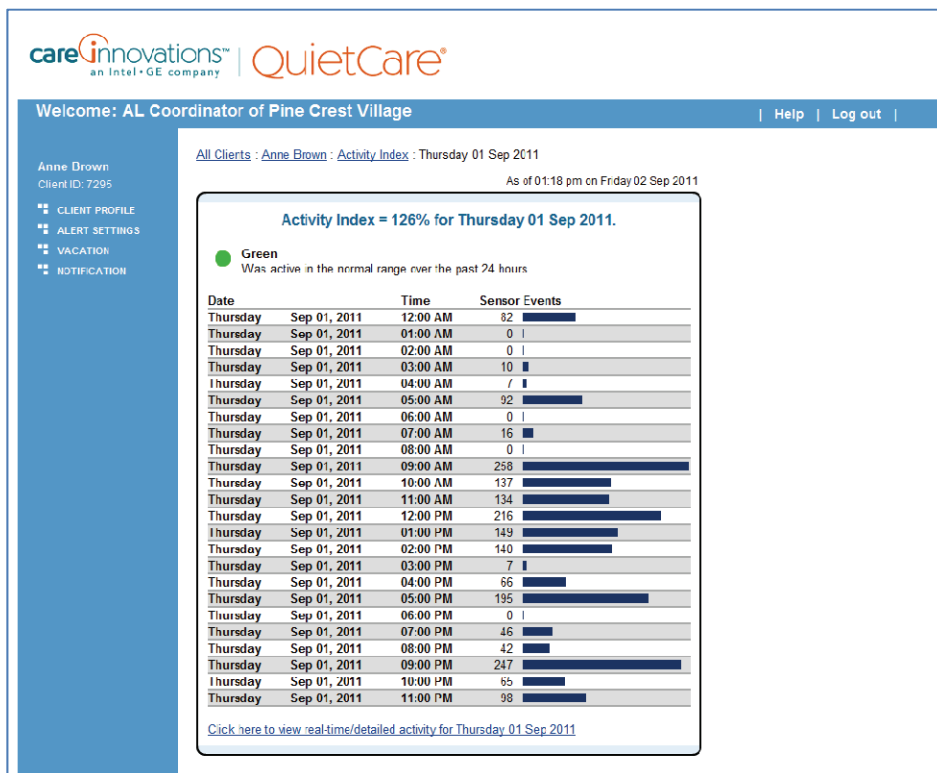 care innovations™ | QuietCare®
an Intel•GE company
Welcome: AL Coordinator of Pine Crest Village | Help | Log out |
Anne Brown
Client ID: 7295
CLIENT PROFILE
ALERT SETTINGS
VACATION
NOTIFICATION
All Clients : Anne Brown : Activity Index : Thursday 01 Sep 2011
As of 01:18 pm on Friday 02 Sep 2011
Activity Index = 126% for Thursday 01 Sep 2011.
Green
Was active in the normal range over the past 24 hours
Date Time Sensor Events
Thursday Sep 01, 2011 12:00 AM 82
Thursday Sep 01, 2011 01:00 AM 0
Thursday Sep 01, 2011 02:00 AM 0
Thursday Sep 01, 2011 03:00 AM 10
Thursday Sep 01, 2011 04:00 AM 7
Thursday Sep 01, 2011 05:00 AM 92
Thursday Sep 01, 2011 06:00 AM 0
Thursday Sep 01, 2011 07:00 AM 16
Thursday Sep 01, 2011 08:00 AM 0
Thursday Sep 01, 2011 09:00 AM 258
Thursday Sep 01, 2011 10:00 AM 137
Thursday Sep 01, 2011 11:00 AM 134
Thursday Sep 01, 2011 12:00 PM 216
Thursday Sep 01, 2011 01:00 PM 149
Thursday Sep 01, 2011 02:00 PM 140
Thursday Sep 01, 2011 03:00 PM 7
Thursday Sep 01, 2011 04:00 PM 66
Thursday Sep 01, 2011 05:00 PM 195
Thursday Sep 01, 2011 06:00 PM 0
Thursday Sep 01, 2011 07:00 PM 46
Thursday Sep 01, 2011 08:00 PM 42
Thursday Sep 01, 2011 09:00 PM 247
Thursday Sep 01, 2011 10:00 PM 65
Thursday Sep 01, 2011 11:00 PM 98
Click here to view real-time/detailed activity for Thursday 01 Sep 2011